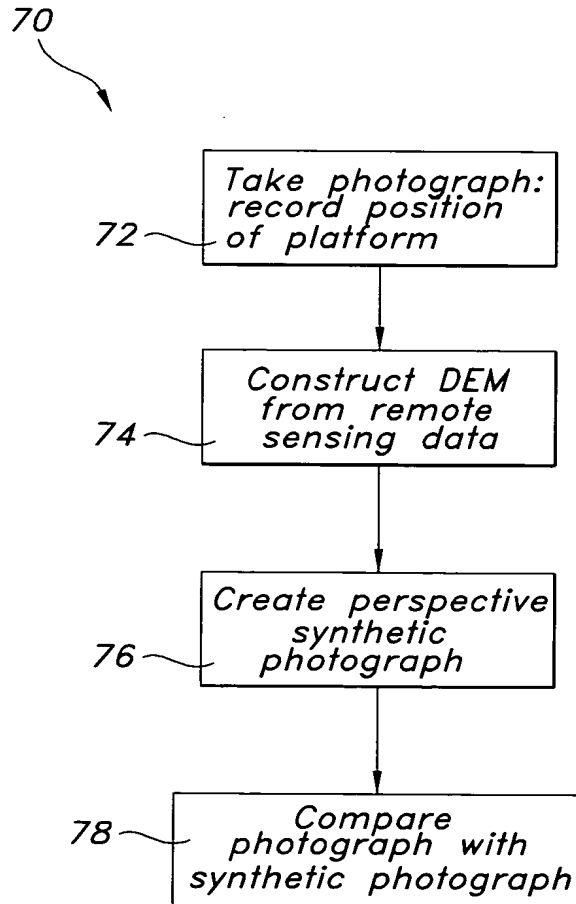 70
Take photograph:
record position
of platform
72
Construct DEM
from remote
sensing data
74
Create perspective
synthetic
photograph
76
Compare
photograph with
synthetic photograph
78